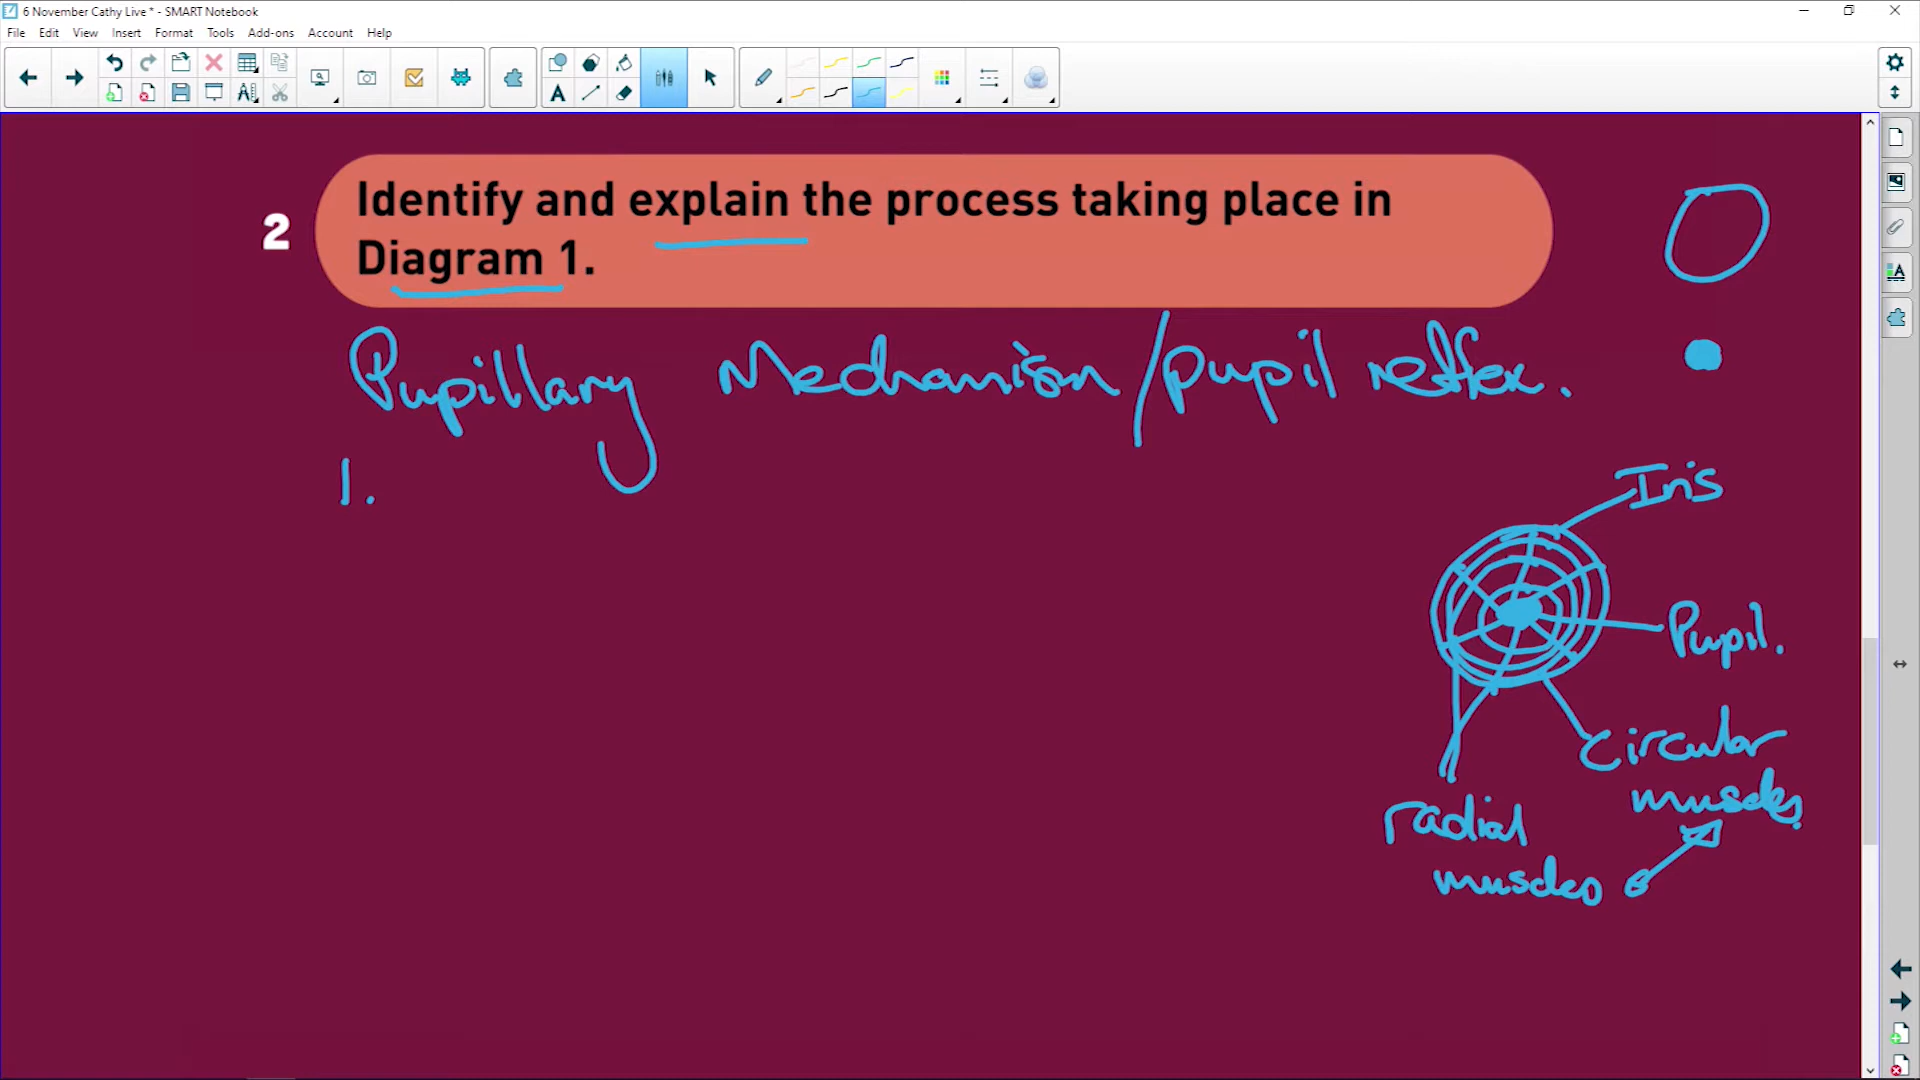 6 November Cathy Live * - SMART Notebook
File Edit View Insert Format Tools Add-ons Account Help
2
Identify and explain the process taking place in
Diagram 1.
Pupillary Mechanism/pupil reflex.
1.
Iris
Pupil.
circular
muscles
radial
muscles